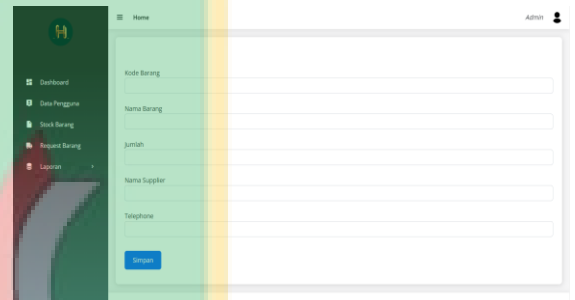 Home
Admin
Dashboard
Data Pengguna
Stock Barang
Request Barang
Laporan
Kode Barang
Nama Barang
Jumlah
Nama Supplier
Telephone
Simpan